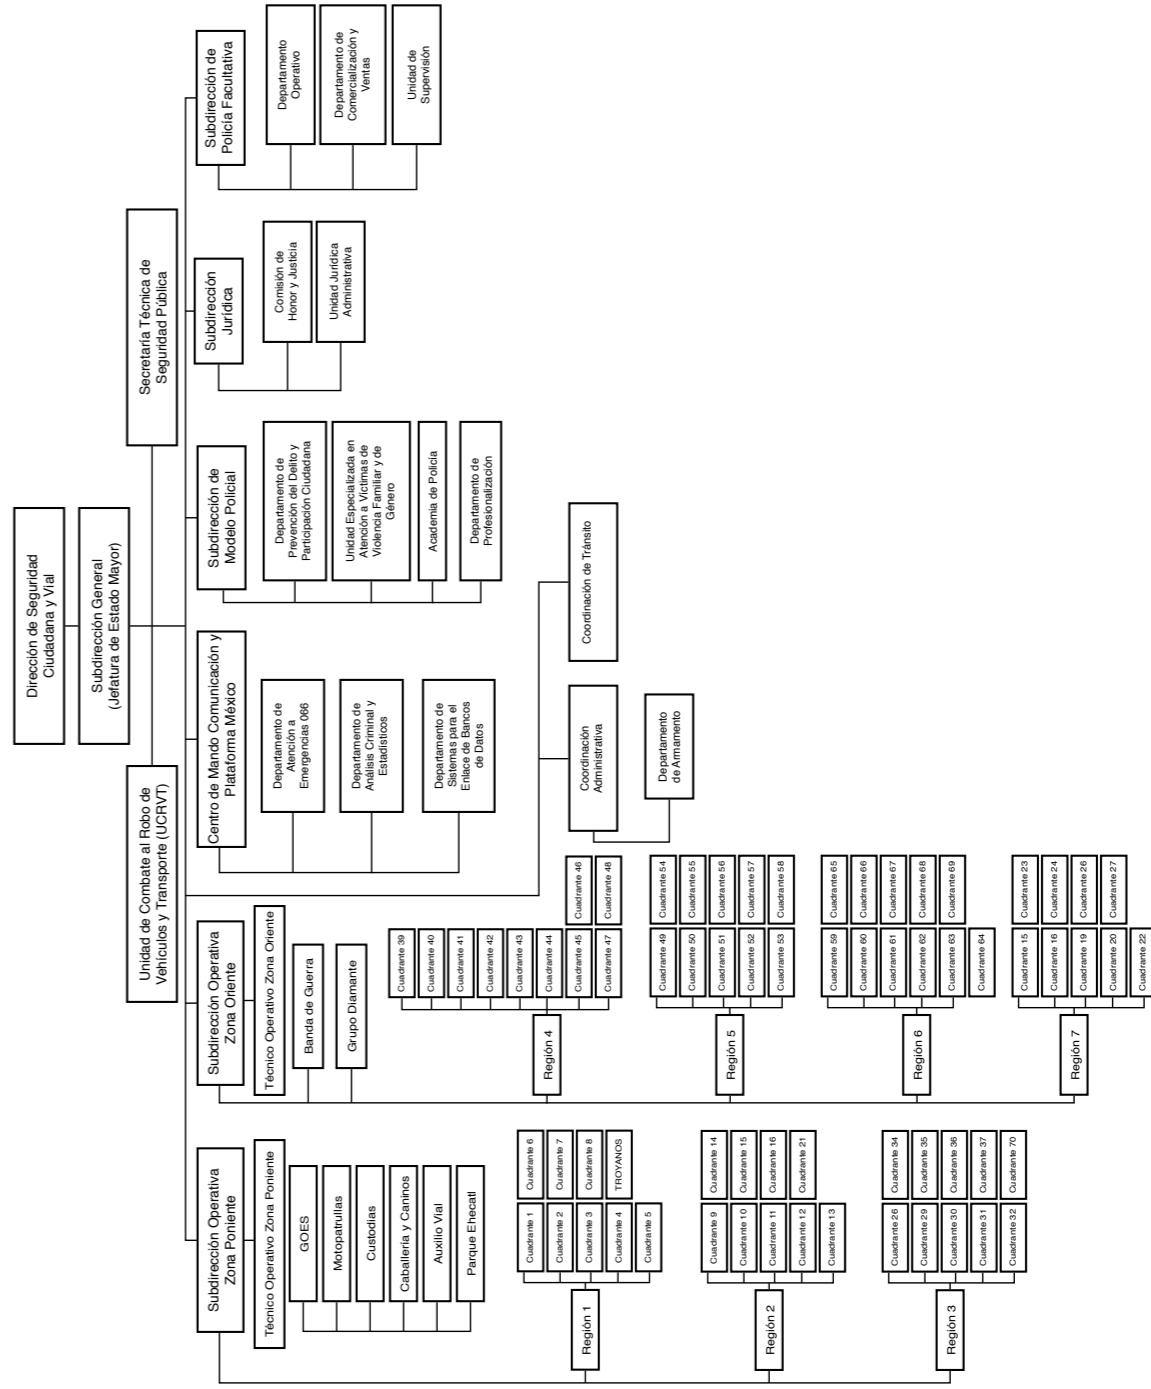 Dirección de Seguridad
Ciudadana y Vial
Subdirección General
(Jefatura de Estado Mayor)
Unidad de Combate al Robo de
Vehículos y Transporte (UCRVT)
Secretaría Técnica de
Seguridad Pública
Subdirección Operativa
Zona Poniente
Técnico Operativo Zona Poniente
GOES
Motopatrullas
Custodias
Caballería y Caninos
Auxilio Vial
Parque Ehecatl
Región 1
Cuadrante 1
Cuadrante 2
Cuadrante 3
Cuadrante 4
Cuadrante 5
Cuadrante 6
Cuadrante 7
Cuadrante 8
TROYANOS
Región 2
Cuadrante 9
Cuadrante 10
Cuadrante 11
Cuadrante 12
Cuadrante 13
Cuadrante 14
Cuadrante 15
Cuadrante 16
Cuadrante 21
Región 3
Cuadrante 26
Cuadrante 29
Cuadrante 30
Cuadrante 31
Cuadrante 32
Cuadrante 34
Cuadrante 35
Cuadrante 36
Cuadrante 37
Cuadrante 70
Subdirección Operativa
Zona Oriente
Técnico Operativo Zona Oriente
Banda de Guerra
Grupo Diamante
Región 4
Cuadrante 39
Cuadrante 40
Cuadrante 41
Cuadrante 42
Cuadrante 43
Cuadrante 44
Cuadrante 45
Cuadrante 47
Cuadrante 46
Cuadrante 48
Región 5
Cuadrante 49
Cuadrante 50
Cuadrante 51
Cuadrante 52
Cuadrante 53
Cuadrante 54
Cuadrante 55
Cuadrante 56
Cuadrante 57
Cuadrante 58
Región 6
Cuadrante 59
Cuadrante 60
Cuadrante 61
Cuadrante 62
Cuadrante 63
Cuadrante 64
Cuadrante 65
Cuadrante 66
Cuadrante 67
Cuadrante 68
Cuadrante 69
Región 7
Cuadrante 15
Cuadrante 16
Cuadrante 19
Cuadrante 20
Cuadrante 22
Cuadrante 23
Cuadrante 24
Cuadrante 26
Cuadrante 27
Centro de Mando Comunicación y
Plataforma México
Departamento de
Atención a
Emergencias 066
Departamento de
Análisis Criminal y
Estadísticos
Departamento de
Sistemas para el
Enlace de Bancos
de Datos
Coordinación
Administrativa
Departamento
de Armamento
Coordinación de Tránsito
Subdirección de
Modelo Policial
Departamento de
Prevención del Delito y
Participación Ciudadana
Unidad Especializada en
Atención a Víctimas de
Violencia Familiar y de
Género
Academia de Policía
Departamento de
Profesionalización
Subdirección
Jurídica
Comisión de
Honor y Justicia
Unidad Jurídica
Administrativa
Subdirección de
Policía Facultativa
Departamento
Operativo
Departamento de
Comercialización y
Ventas
Unidad de
Supervisión